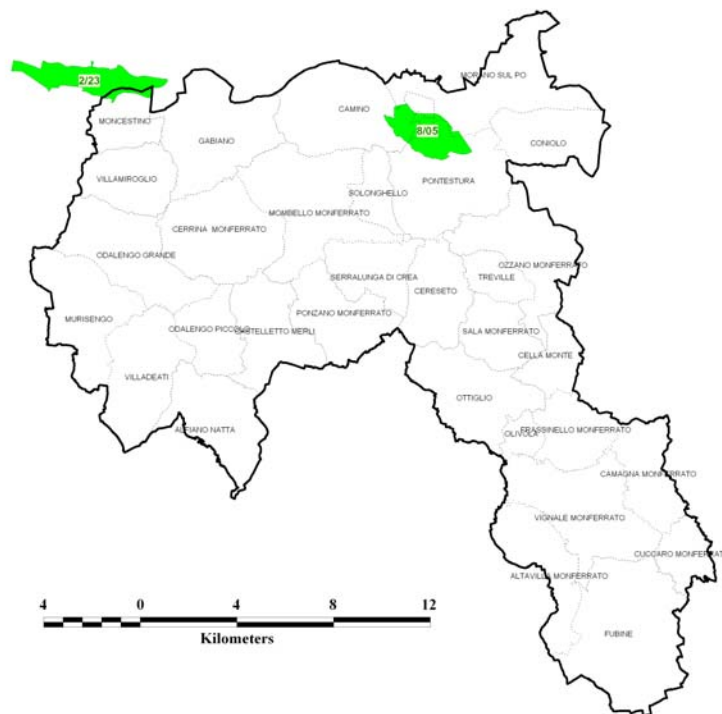 2/23
MORANO SUL PO
MONCESTINO
CAMINO
8/05
GABIANO
CONIOLO
VILLAMIROGLIO
PONTESTURA
SOLONGHELLO
MOMBELLO MONFERRATO
CERRINA MONFERRATO
ODALENGO GRANDE
OZZANO MONFERRATO
SERRALUNGA DI CREA
TREVILLE
CERESETO
PONZANO MONFERRATO
MURISENGO
ODALENGO PICCOLO
CASTELLETTO MERLI
SALA MONFERRATO
CELLA MONTE
VILLADEATI
OTTIGLIO
ALFIANO NATTA
FRASSINELLO MONFERRATO
OLIVOLA
CAMAGNA MONFERRATO
VIGNALE MONFERRATO
CUCCARO MONFERRAT
ALTAVILLA MONFERRATO
4 0 4 8 12
FUBINE
Kilometers